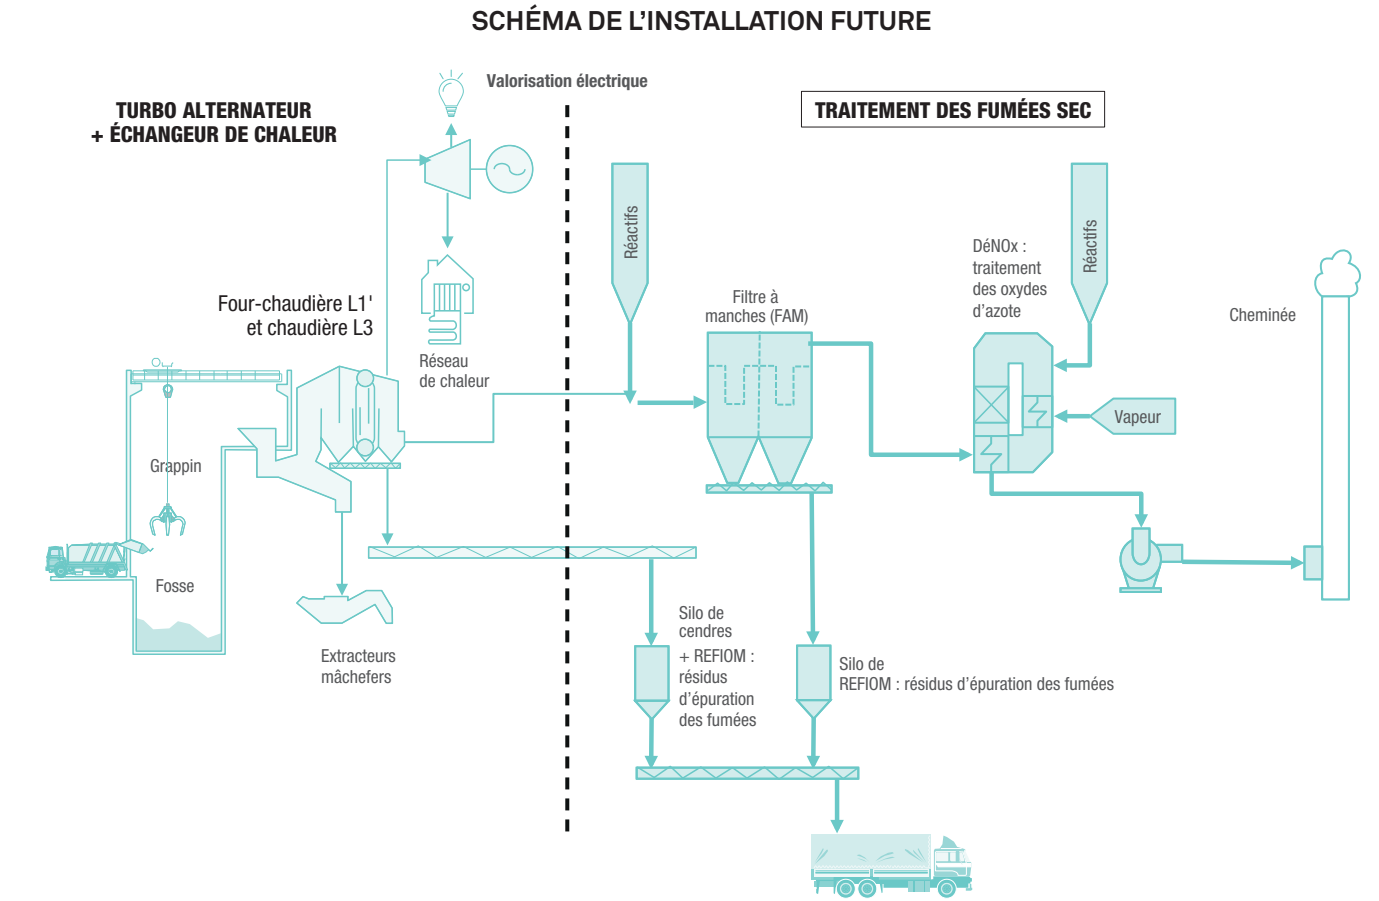 SCHÉMA DE L'INSTALLATION FUTURE
Valorisation électrique
TURBO ALTERNATEUR
+ ÉCHANGEUR DE CHALEUR
TRAITEMENT DES FUMÉES SEC
Réactifs
Réactifs
DéNOx :
traitement
des oxydes
d'azote
Four-chaudière L1'
et chaudière L3
Filtre à
manches (FAM)
Cheminée
Réseau
de chaleur
Vapeur
Grappin
Fosse
Silo de
cendres
+ REFIOM :
résidus
d'épuration
des fumées
Extracteurs
mâchefers
Silo de
REFIOM : résidus d'épuration des fumées